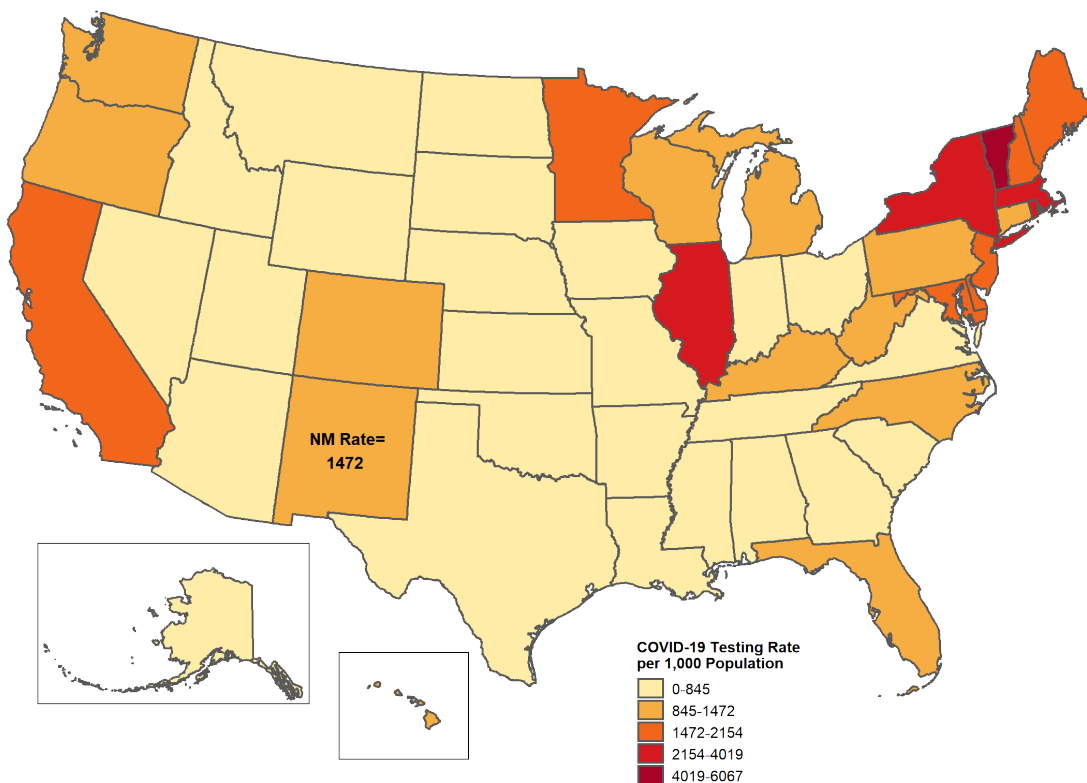 NM Rate=
1472
COVID-19 Testing Rate
per 1,000 Population
0-845
845-1472
1472-2154
2154-4019
4019-6067